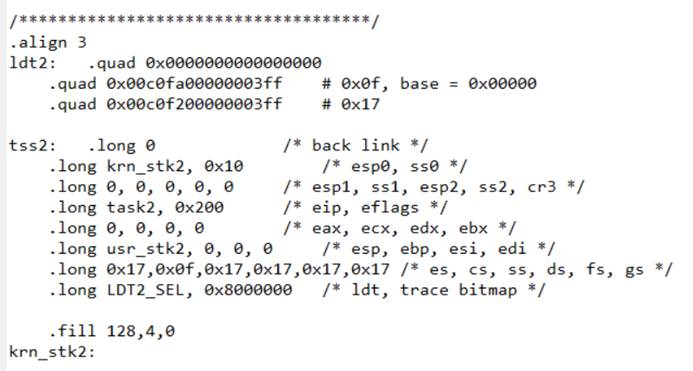 /************************************/
.align 3
ldt2:   .quad 0x0000000000000000
    .quad 0x00c0fa00000003ff    # 0x0f, base = 0x00000
    .quad 0x00c0f200000003ff    # 0x17
tss2:   .long 0             /* back link */
    .long krn_stk2, 0x10        /* esp0, ss0 */
    .long 0, 0, 0, 0, 0     /* esp1, ss1, esp2, ss2, cr3 */
    .long task2, 0x200      /* eip, eflags */
    .long 0, 0, 0, 0        /* eax, ecx, edx, ebx */
    .long usr_stk2, 0, 0, 0     /* esp, ebp, esi, edi */
    .long 0x17,0x0f,0x17,0x17,0x17,0x17 /* es, cs, ss, ds, fs, gs */
    .long LDT2_SEL, 0x8000000   /* ldt, trace bitmap */
    .fill 128,4,0
krn_stk2: